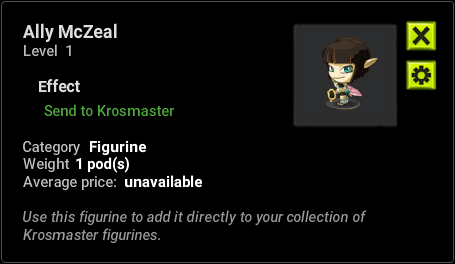 Ally McZeal
Level 1
Effect
Send to Krosmaster
Category Figurine
Weight 1 pod(s)
Average price: unavailable
Use this figurine to add it directly to your collection of
Krosmaster figurines.